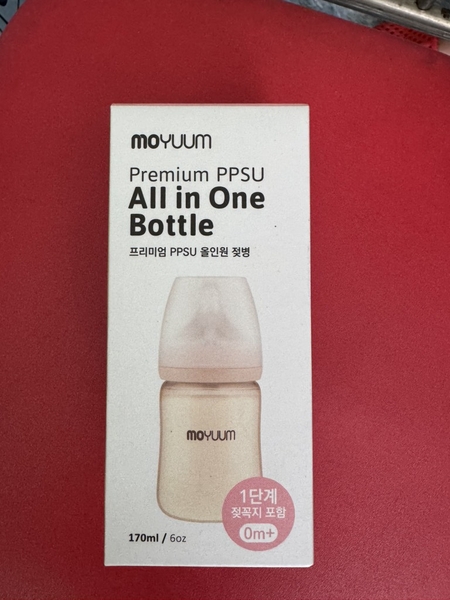 moyuum
Premium PPSU
All in One
Bottle
프리미엄 PPSU 올인원 젖병
moyuum
1단계
젖꼭지 포함
0m+
170ml / 6oz